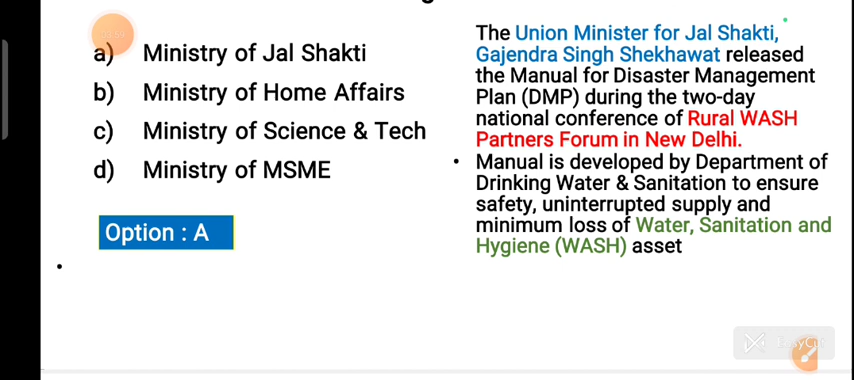 a) Ministry of Jal Shakti
b) Ministry of Home Affairs
c) Ministry of Science & Tech
d) Ministry of MSME
Option : A
The Union Minister for Jal Shakti,
Gajendra Singh Shekhawat released
the Manual for Disaster Management
Plan (DMP) during the two-day
national conference of Rural WASH
Partners Forum in New Delhi.
• Manual is developed by Department of
Drinking Water & Sanitation to ensure
safety, uninterrupted supply and
minimum loss of Water, Sanitation and
Hygiene (WASH) asset